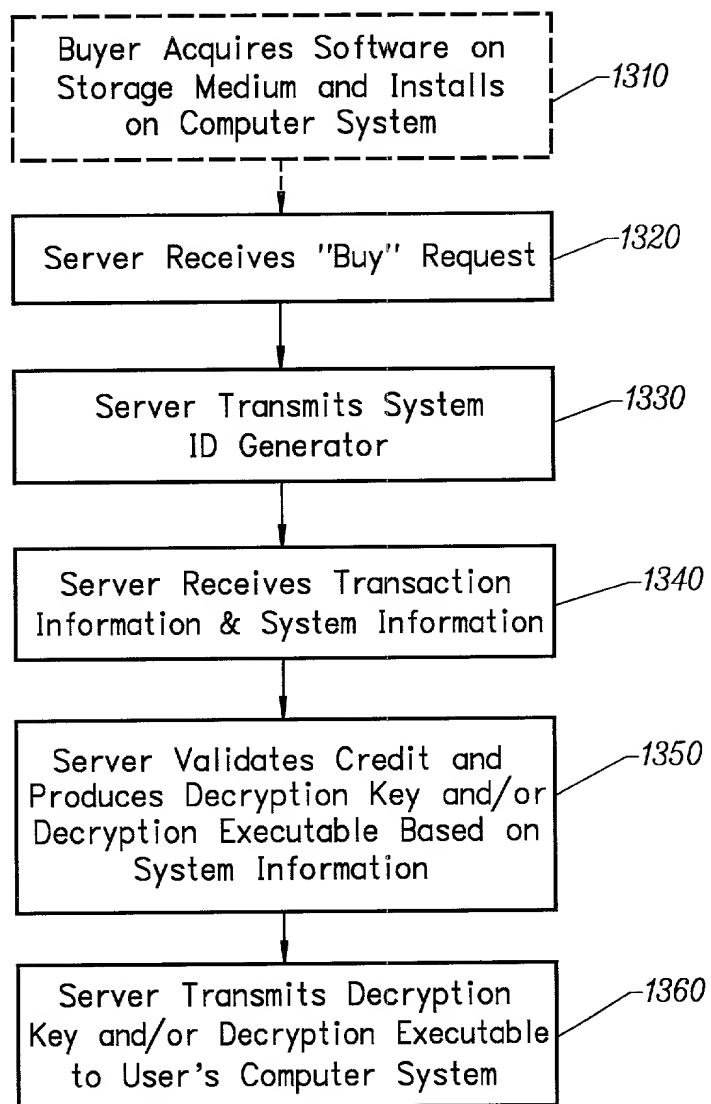 Buyer Acquires Software on
Storage Medium and Installs
on Computer System
1310
Server Receives "Buy" Request
1320
Server Transmits System
ID Generator
1330
Server Receives Transaction
Information & System Information
1340
Server Validates Credit and
Produces Decryption Key and/or
Decryption Executable Based on
System Information
1350
Server Transmits Decryption
Key and/or Decryption Executable
to User's Computer System
1360